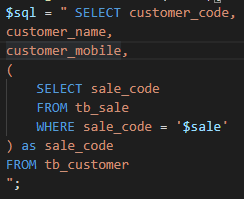 $sql = " SELECT customer_code,
customer_name,
customer_mobile,
(
SELECT sale_code
FROM tb_sale
WHERE sale_code = '$sale'
) as sale_code
FROM tb_customer
";